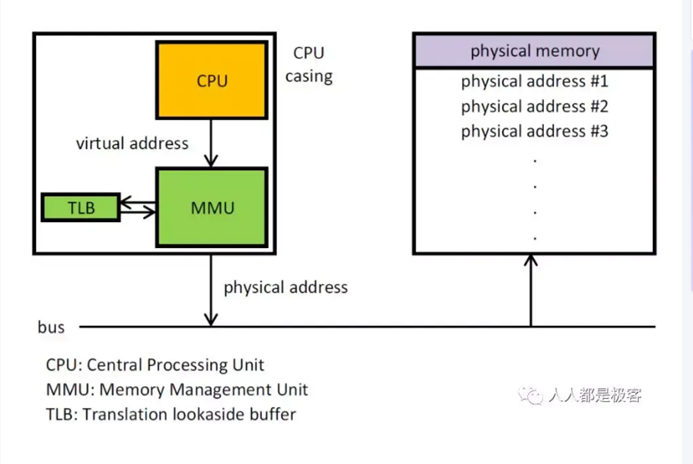 CPU
CPU
casing
virtual address
TLB
MMU
physical address
bus
physical memory
physical address #1
physical address #2
physical address #3
.
.
.
.
CPU: Central Processing Unit
MMU: Memory Management Unit
TLB: Translation lookaside buffer
人人都是极客